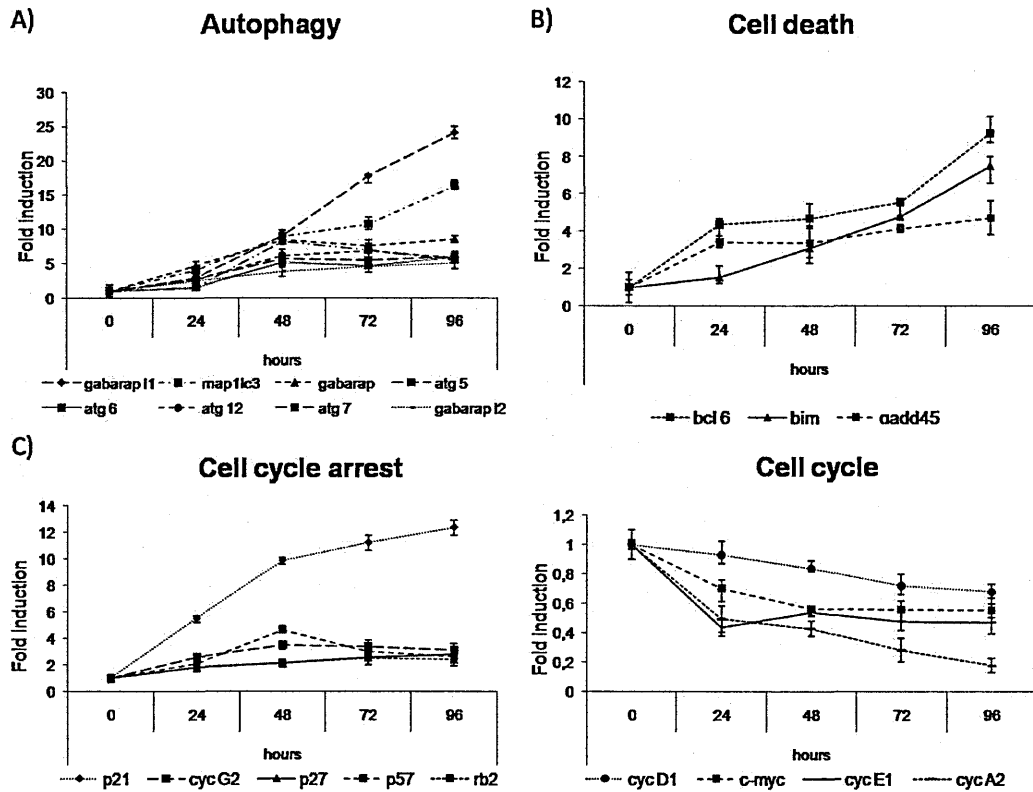 A)
Autophagy
Fold induction
30
25
20
15
10
5
0
0 24 48 72 96
hours
gabarap l1 map1lc3 gabarap atg 5
atg 6 atg 12 atg 7 gabarap l2
B)
Cell death
Fold induction
12
10
8
6
4
2
0
0 24 48 72 96
hours
bcl 6 bim gadd45
C)
Cell cycle arrest
Fold induction
14
12
10
8
6
4
2
0
0 24 48 72 96
hours
p21 cyc G2 p27 p57 rb2
Cell cycle
Fold induction
1,2
1
0,8
0,6
0,4
0,2
0
0 24 48 72 96
hours
cyc D1 c-myc cyc E1 cyc A2